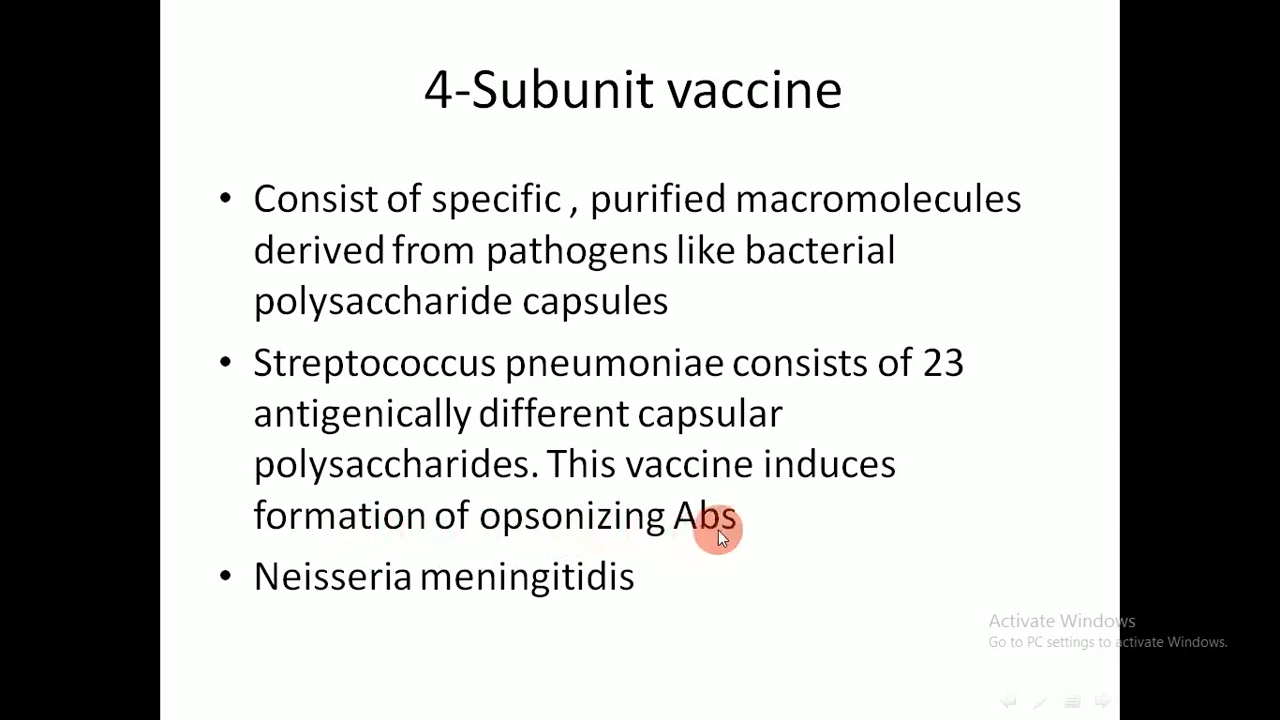 4-Subunit vaccine
• Consist of specific , purified macromolecules
derived from pathogens like bacterial
polysaccharide capsules
• Streptococcus pneumoniae consists of 23
antigenically different capsular
polysaccharides. This vaccine induces
formation of opsonizing Abs
• Neisseria meningitidis
Activate Windows
Go to PC settings to activate Windows.